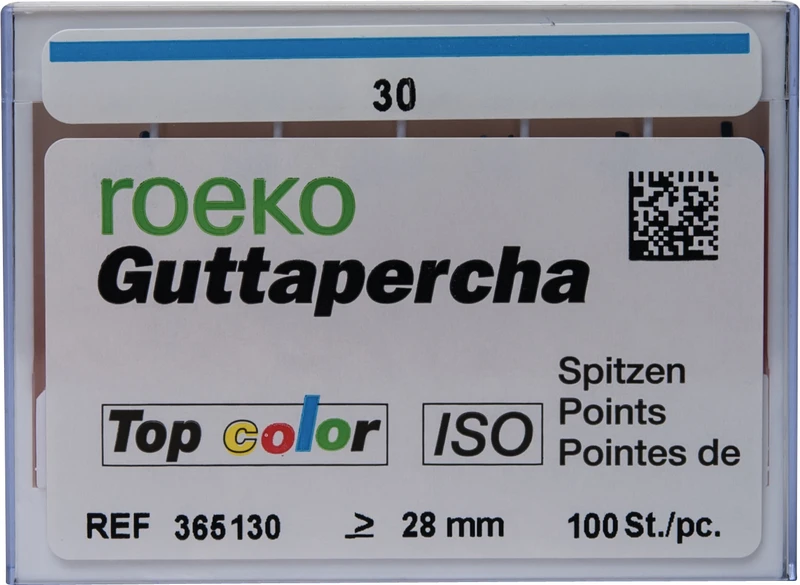 30
roeko
Guttapercha
Top color
ISO
Spitzen
Points
Pointes de
REF 365130 ≥ 28 mm 100 St./pc.